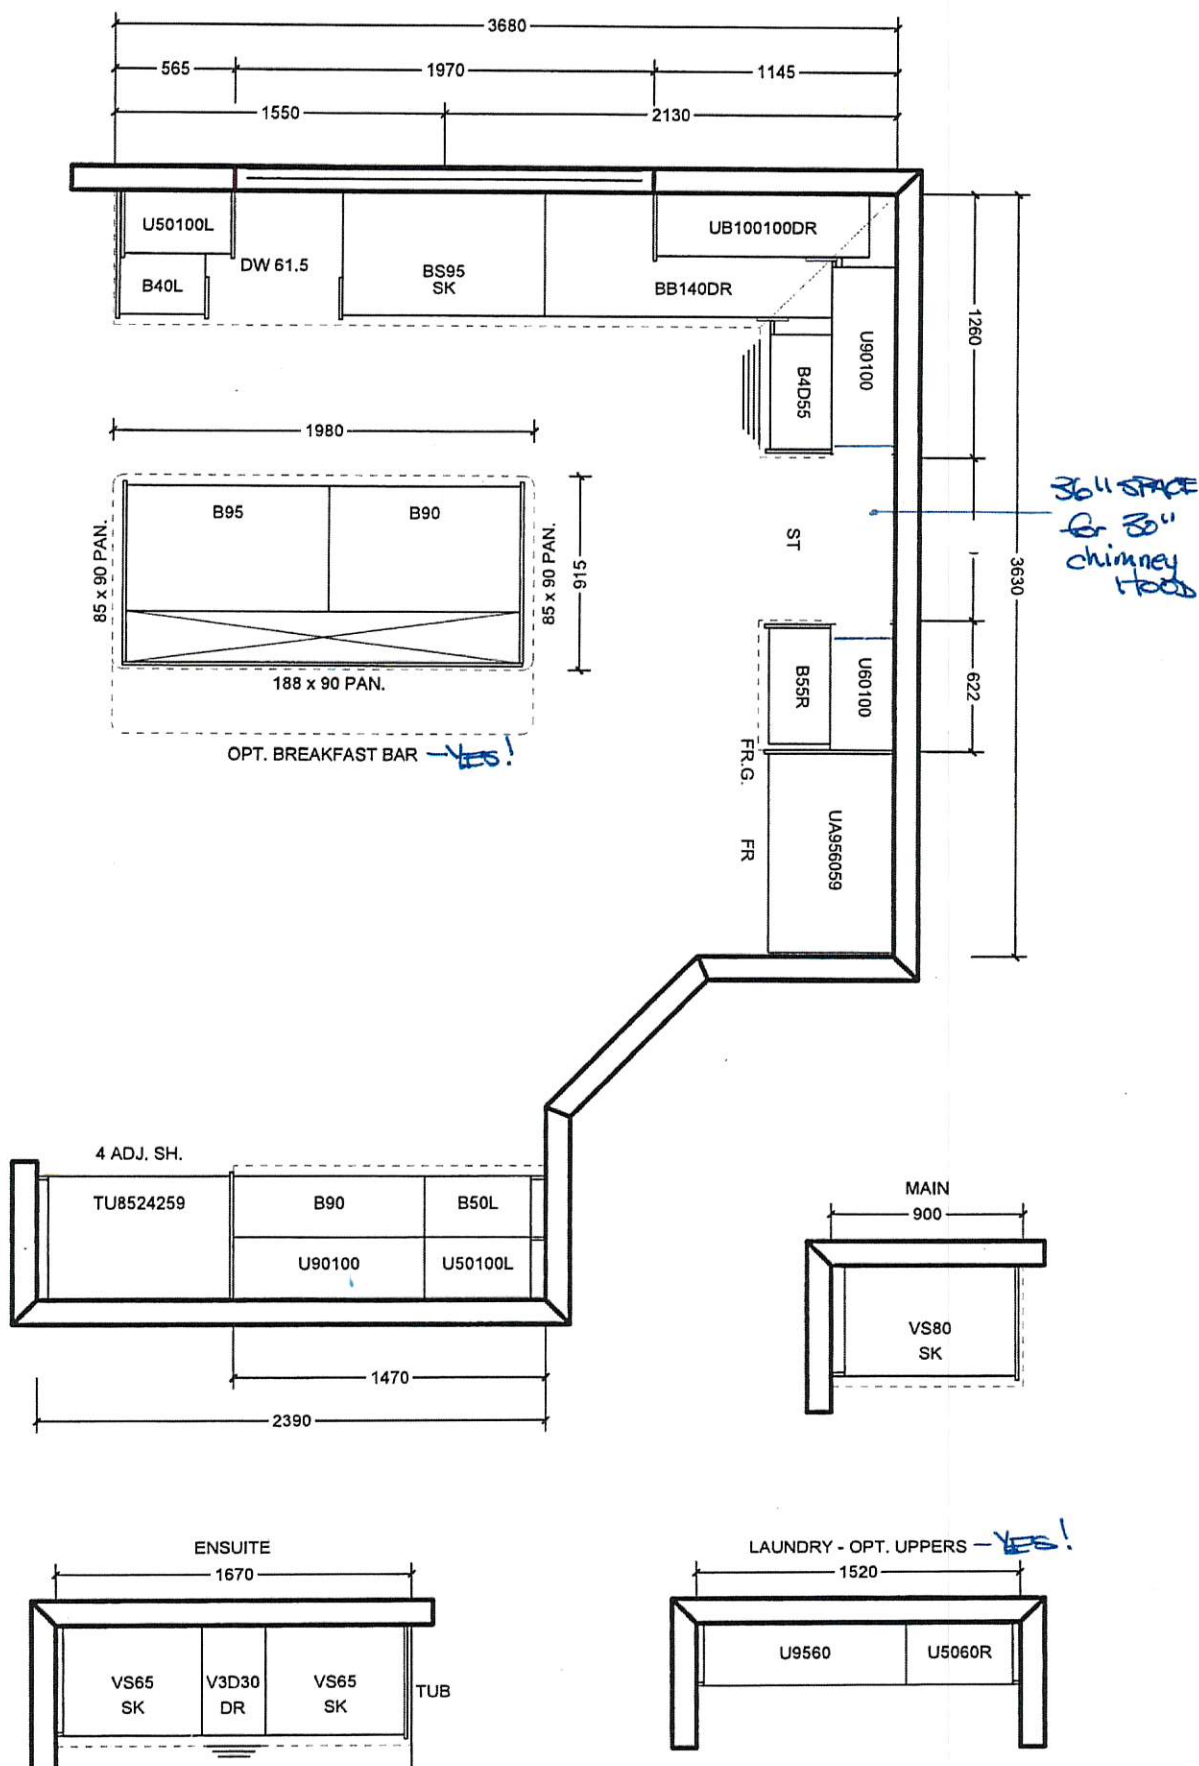 3680
565
1970
1145
1550
2130
U50100L
UB100100DR
DW 61.5
B40L
BS95
SK
BB140DR
1260
U90100
B4D55
1980
36" SPACE
for 30"
chimney
HOOD
B95
B90
85 x 90 PAN.
85 x 90 PAN.
915
ST
3630
188 x 90 PAN.
B55R
U60100
622
OPT. BREAKFAST BAR - YES!
FR.G.
FR
UA956059
4 ADJ. SH.
TU8524259
B90
B50L
U90100
U50100L
MAIN
900
VS80
SK
1470
2390
ENSUITE
1670
VS65
SK
V3D30
DR
VS65
SK
TUB
LAUNDRY - OPT. UPPERS - YES!
1520
U9560
U5060R